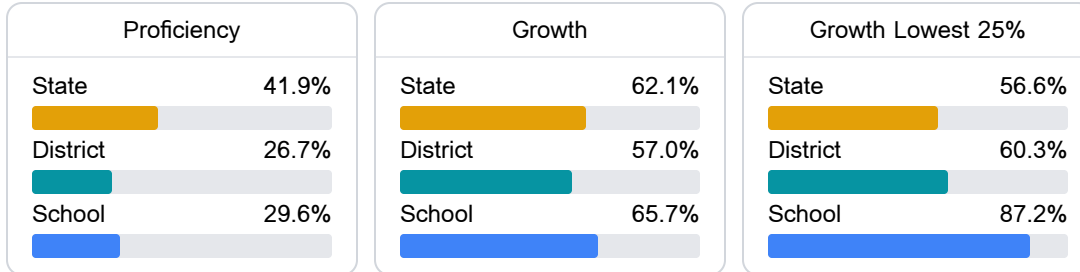 Proficiency
State 41.9%
District 26.7%
School 29.6%
Growth
State 62.1%
District 57.0%
School 65.7%
Growth Lowest 25%
State 56.6%
District 60.3%
School 87.2%